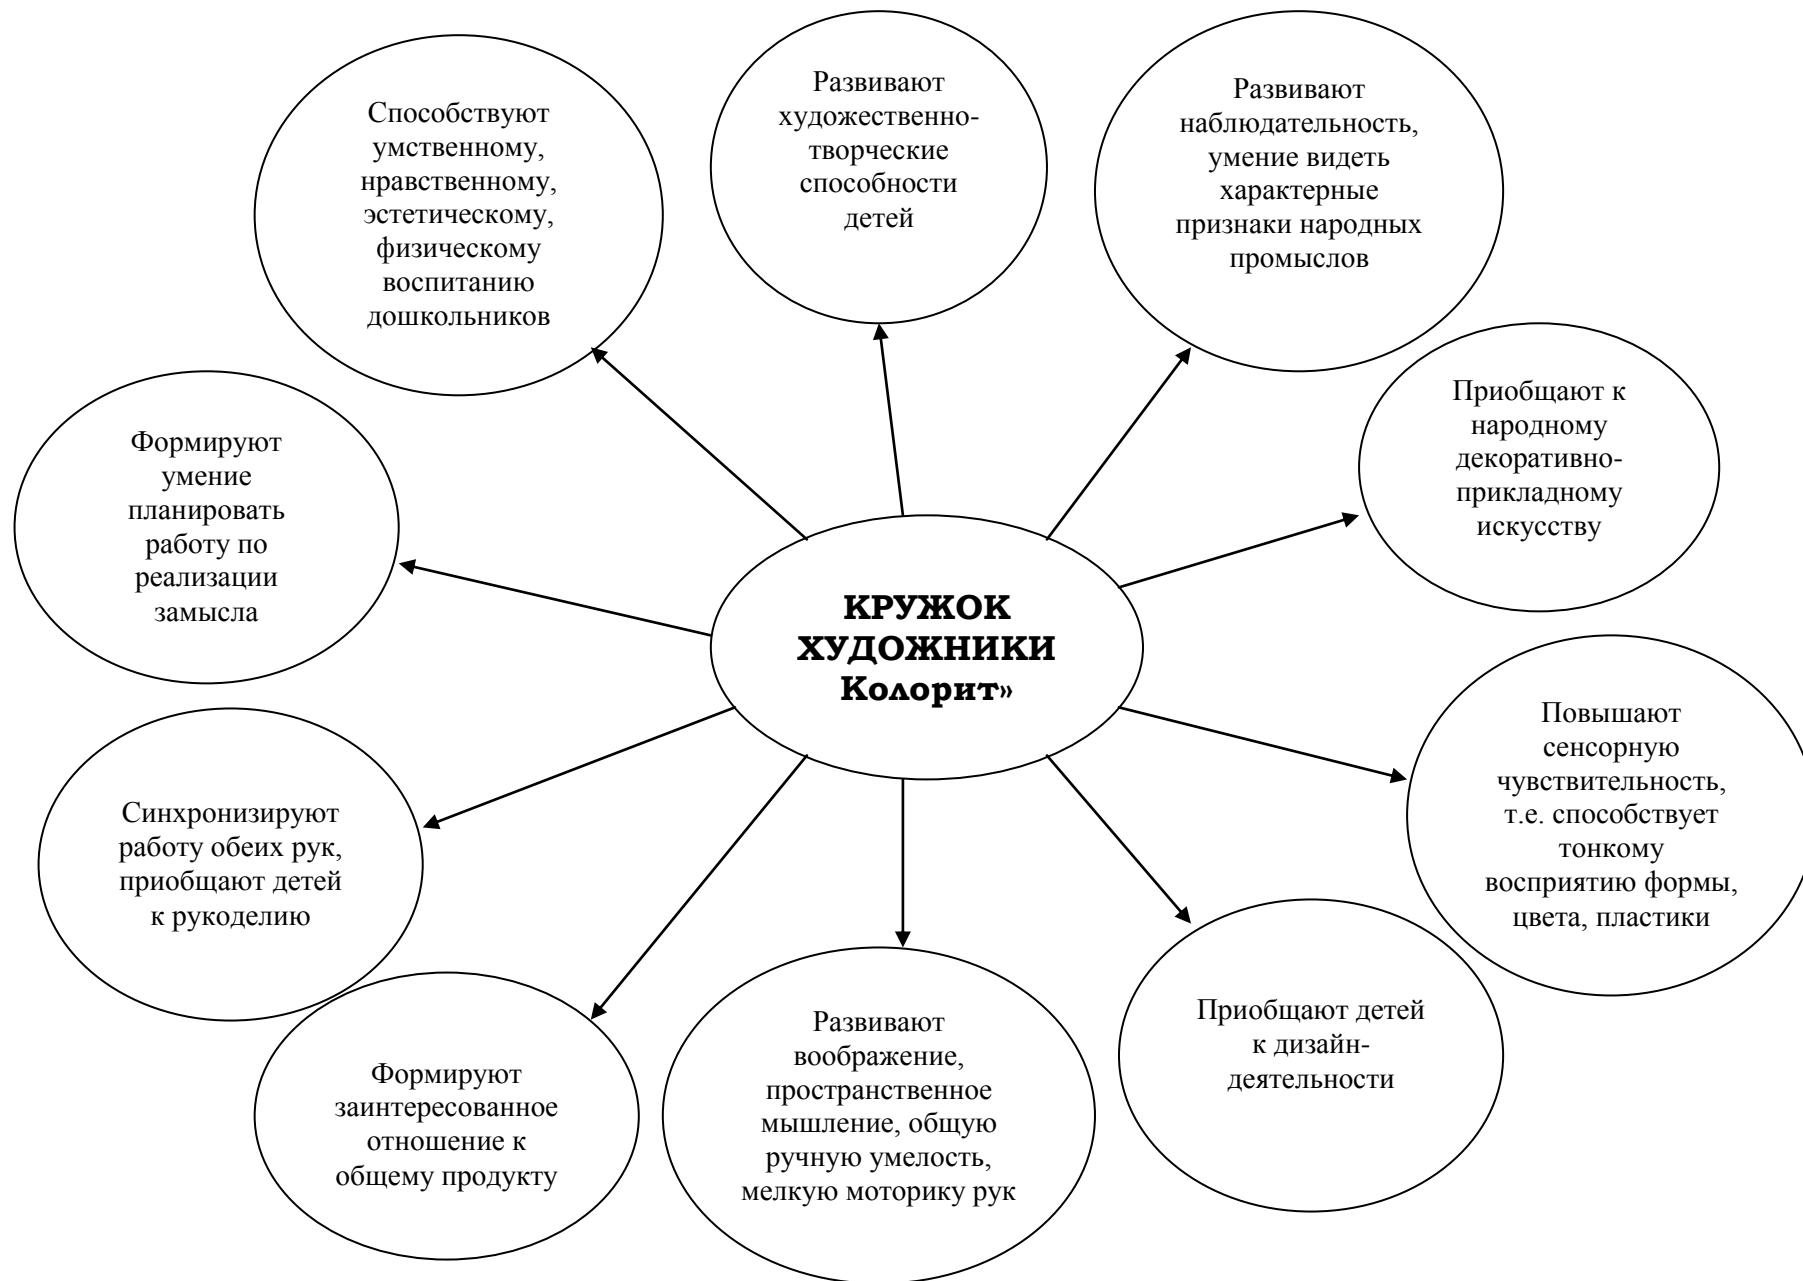 Способствуют
умственному,
нравственному,
эстетическому,
физическому
воспитанию
дошкольников
Развивают
художественно-
творческие
способности
детей
Развивают
наблюдательность,
умение видеть
характерные
признаки народных
промыслов
Приобщают к
народному
декоративно-
прикладному
искусству
Формируют
умение
планировать
работу по
реализации
замысла
КРУЖОК
ХУДОЖНИКИ
Колорит»
Повышают
сенсорную
чувствительность,
т.е. способствует
тонкому
восприятию формы,
цвета, пластики
Синхронизируют
работу обеих рук,
приобщают детей
к рукоделию
Формируют
заинтересованное
отношение к
общему продукту
Развивают
воображение,
пространственное
мышление, общую
ручную умелость,
мелкую моторику рук
Приобщают детей
к дизайн-
деятельности